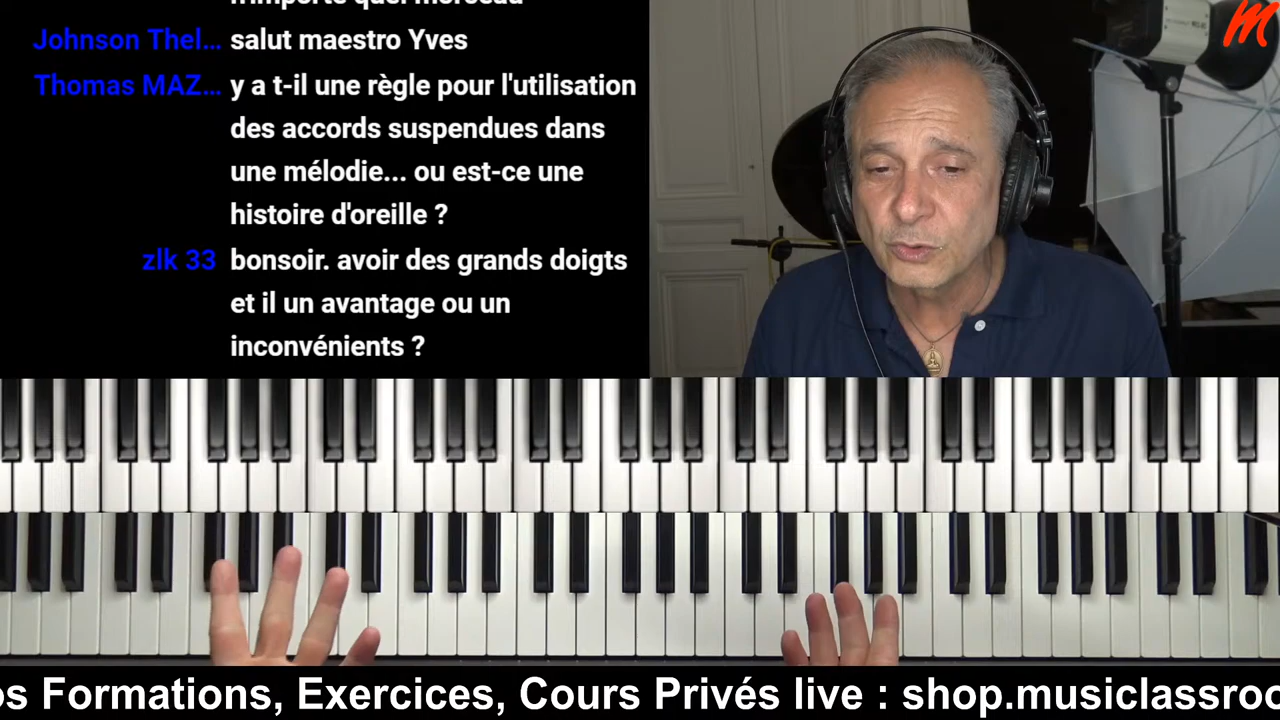 Johnson Thel... salut maestro Yves
Thomas MAZ... y a t-il une règle pour l'utilisation
des accords suspendues dans
une mélodie... ou est-ce une
histoire d'oreille ?
zlk 33 bonsoir. avoir des grands doigts
et il un avantage ou un
inconvénients ?
Formations, Exercices, Cours Privés live : shop.musiclassroo